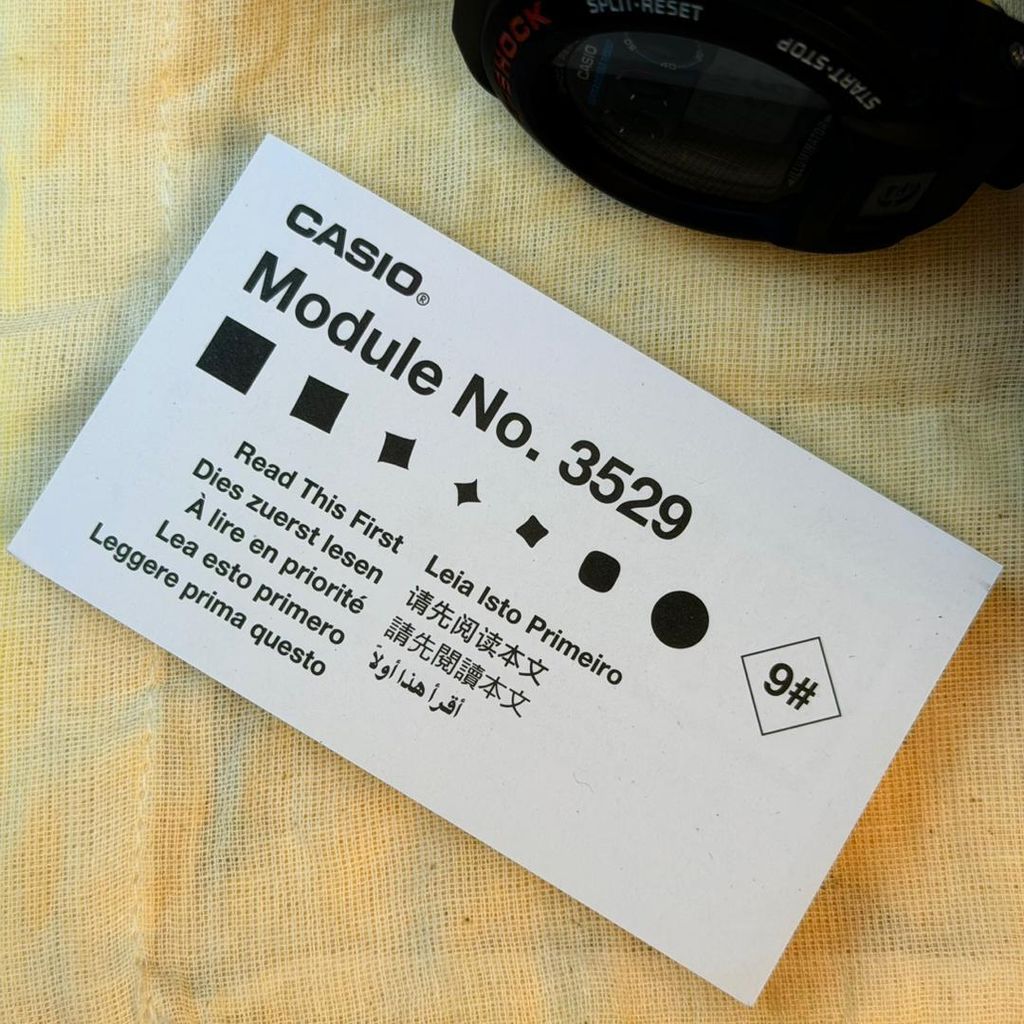 SPLIT·RESET
SHOCK
START·STOP
CASIO
ILLUMINATOR
CASIO®
Module No. 3529
Read This First
Dies zuerst lesen
À lire en priorité
Lea esto primero
Leggere prima questo
Leia Isto Primeiro
请先阅读本文
請先閱讀本文
أقرأ هذا أولاً
9#